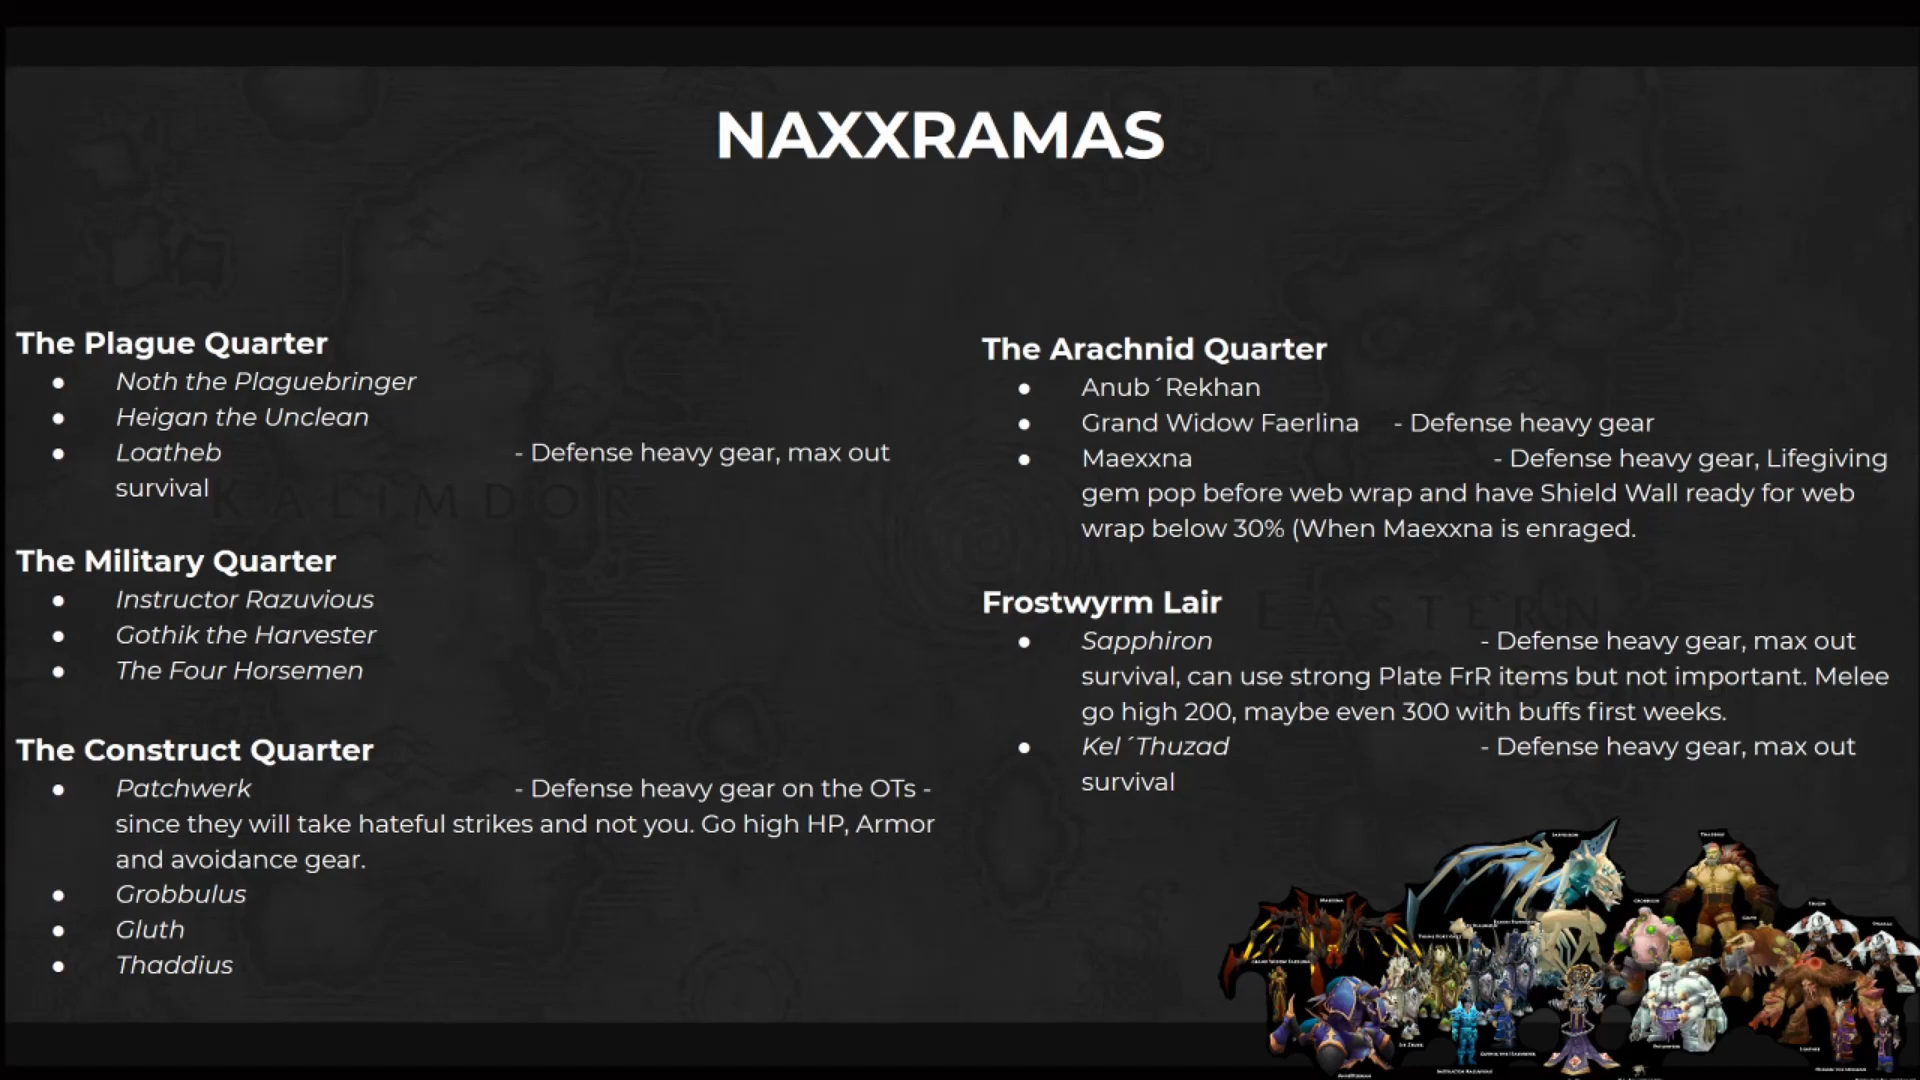 NAXXRAMAS
The Plague Quarter
● Noth the Plaguebringer
● Heigan the Unclean
● Loatheb - Defense heavy gear, max out
survival
The Military Quarter
● Instructor Razuvious
● Gothik the Harvester
● The Four Horsemen
The Construct Quarter
● Patchwerk - Defense heavy gear on the OTs -
since they will take hateful strikes and not you. Go high HP, Armor
and avoidance gear.
● Grobbulus
● Gluth
● Thaddius
The Arachnid Quarter
● Anub´Rekhan
● Grand Widow Faerlina - Defense heavy gear
● Maexxna - Defense heavy gear, Lifegiving
gem pop before web wrap and have Shield Wall ready for web
wrap below 30% (When Maexxna is enraged.
Frostwyrm Lair
● Sapphiron - Defense heavy gear, max out
survival, can use strong Plate FrR items but not important. Melee
go high 200, maybe even 300 with buffs first weeks.
● Kel´Thuzad - Defense heavy gear, max out
survival
KALIMDOR
EASTERN